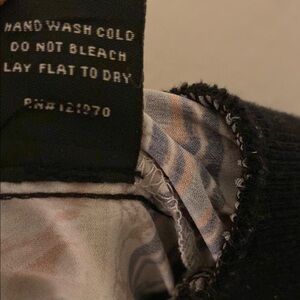 HAND WASH COLD
DO NOT BLEACH
LAY FLAT TO DRY
RN#121970